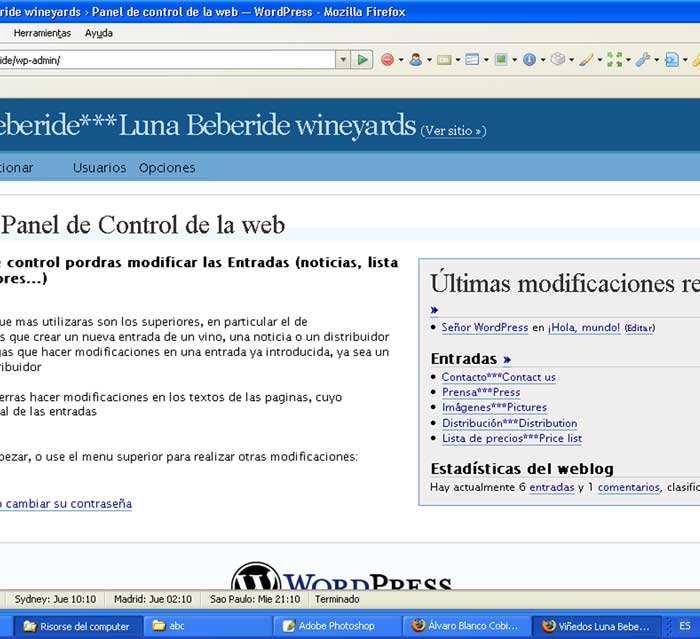 ride wineyards › Panel de control de la web — WordPress - Mozilla Firefox
Herramientas Ayuda
ide/wp-admin/
eberide***Luna Beberide wineyards (Ver sitio »)
ionar Usuarios Opciones
Panel de Control de la web
control pordras modificar las Entradas (noticias, lista
ores...)
ue mas utilizaras son los superiores, en particular el de
s que crear un nueva entrada de un vino, una noticia o un distribuidor
gas que hacer modificaciones en una entrada ya introducida, ya sea un
ribuidor
erras hacer modificaciones en los textos de las paginas, cuyo
al de las entradas
pezar, o use el menu superior para realizar otras modificaciones:
o cambiar su contraseña
Últimas modificaciones re
»
• Señor WordPress en ¡Hola, mundo! (Editar)
Entradas »
• Contacto***Contact us
• Prensa***Press
• Imágenes***Pictures
• Distribución***Distribution
• Lista de precios***Price list
Estadísticas del weblog
Hay actualmente 6 entradas y 1 comentarios, clasific
WORDPRESS
Sydney: Jue 10:10 Madrid: Jue 02:10 Sao Paulo: Mie 21:10 Terminado
Risorse del computer abc Adobe Photoshop Álvaro Blanco Cobi... Viñedos Luna Bebe... ES